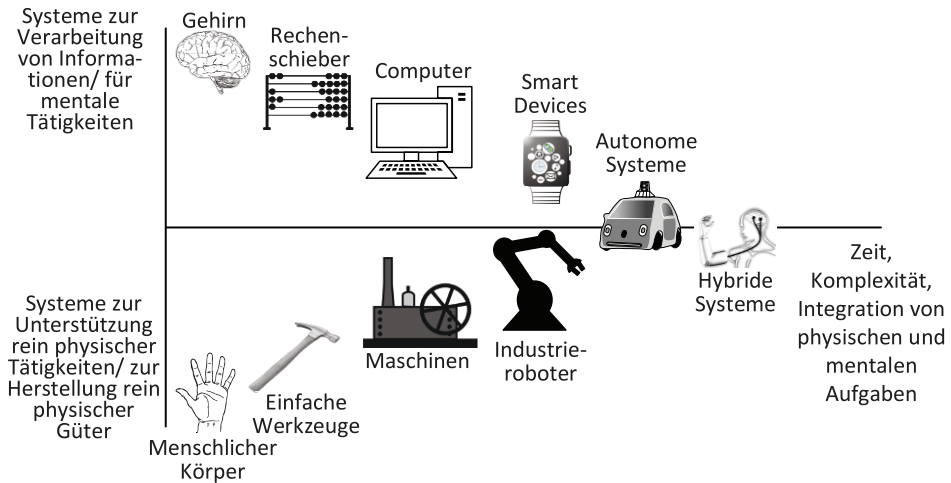 Systeme zur
Verarbeitung
von Informa-
tionen/ für
mentale
Tätigkeiten
Gehirn
Rechen-
schieber
Computer
Smart
Devices
Autonome
Systeme
Hybride
Systeme
Zeit,
Komplexität,
Integration von
physischen und
mentalen
Aufgaben
Systeme zur
Unterstützung
rein physischer
Tätigkeiten/ zur
Herstellung rein
physischer
Güter
Menschlicher
Körper
Einfache
Werkzeuge
Maschinen
Industrie-
roboter